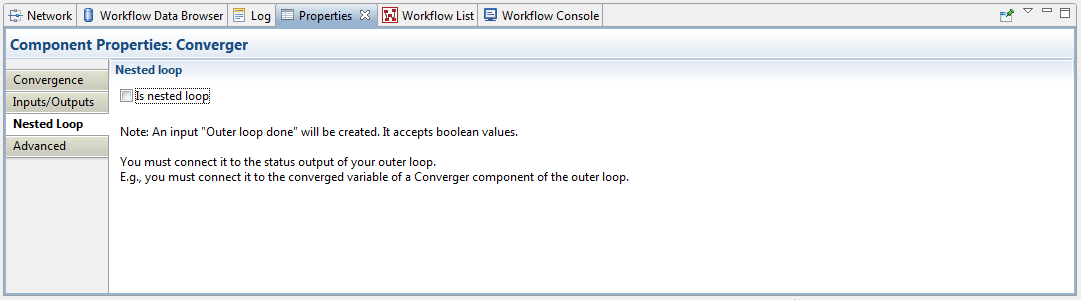 Network Workflow Data Browser Log Properties Workflow List Workflow Console
Component Properties: Converger
Convergence
Inputs/Outputs
Nested Loop
Advanced
Nested loop
Is nested loop
Note: An input "Outer loop done" will be created. It accepts boolean values.
You must connect it to the status output of your outer loop.
E.g., you must connect it to the converged variable of a Converger component of the outer loop.